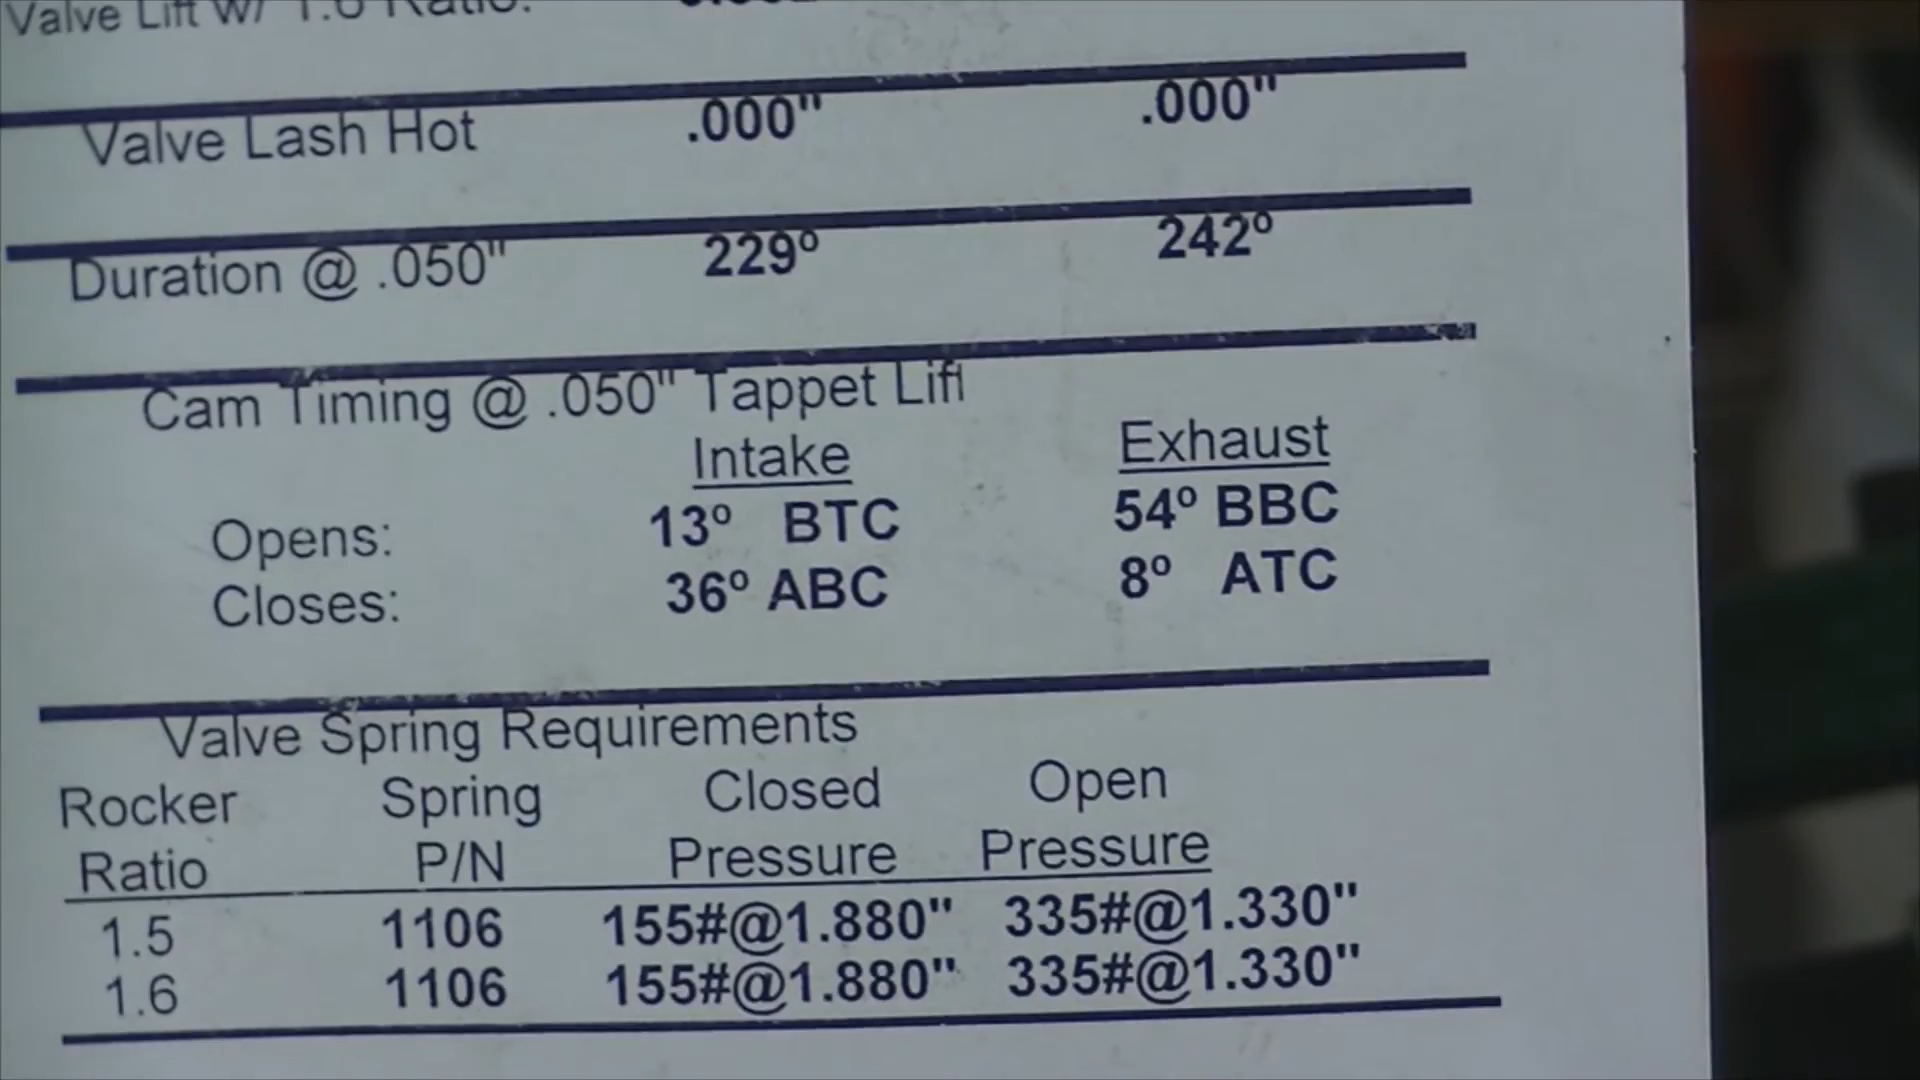 Valve Lift w/ 1.6 Ratio:
Valve Lash Hot .000" .000"
Duration @ .050" 229º 242º
Cam Timing @ .050" Tappet Lift
Intake Exhaust
Opens: 13º BTC 54º BBC
Closes: 36º ABC 8º ATC
Valve Spring Requirements
Rocker Spring Closed Open
Ratio P/N Pressure Pressure
1.5 1106 155#@1.880" 335#@1.330"
1.6 1106 155#@1.880" 335#@1.330"